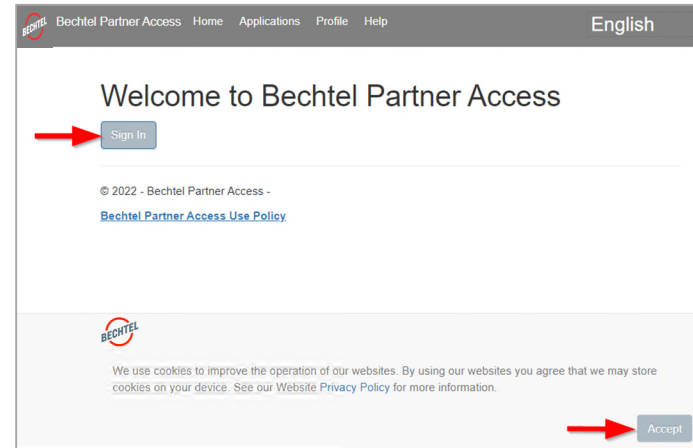 BECHTEL Bechtel Partner Access Home Applications Profile Help English
Welcome to Bechtel Partner Access
Sign In
© 2022 - Bechtel Partner Access -
Bechtel Partner Access Use Policy
BECHTEL
We use cookies to improve the operation of our websites. By using our websites you agree that we may store
cookies on your device. See our Website Privacy Policy for more information.
Accept